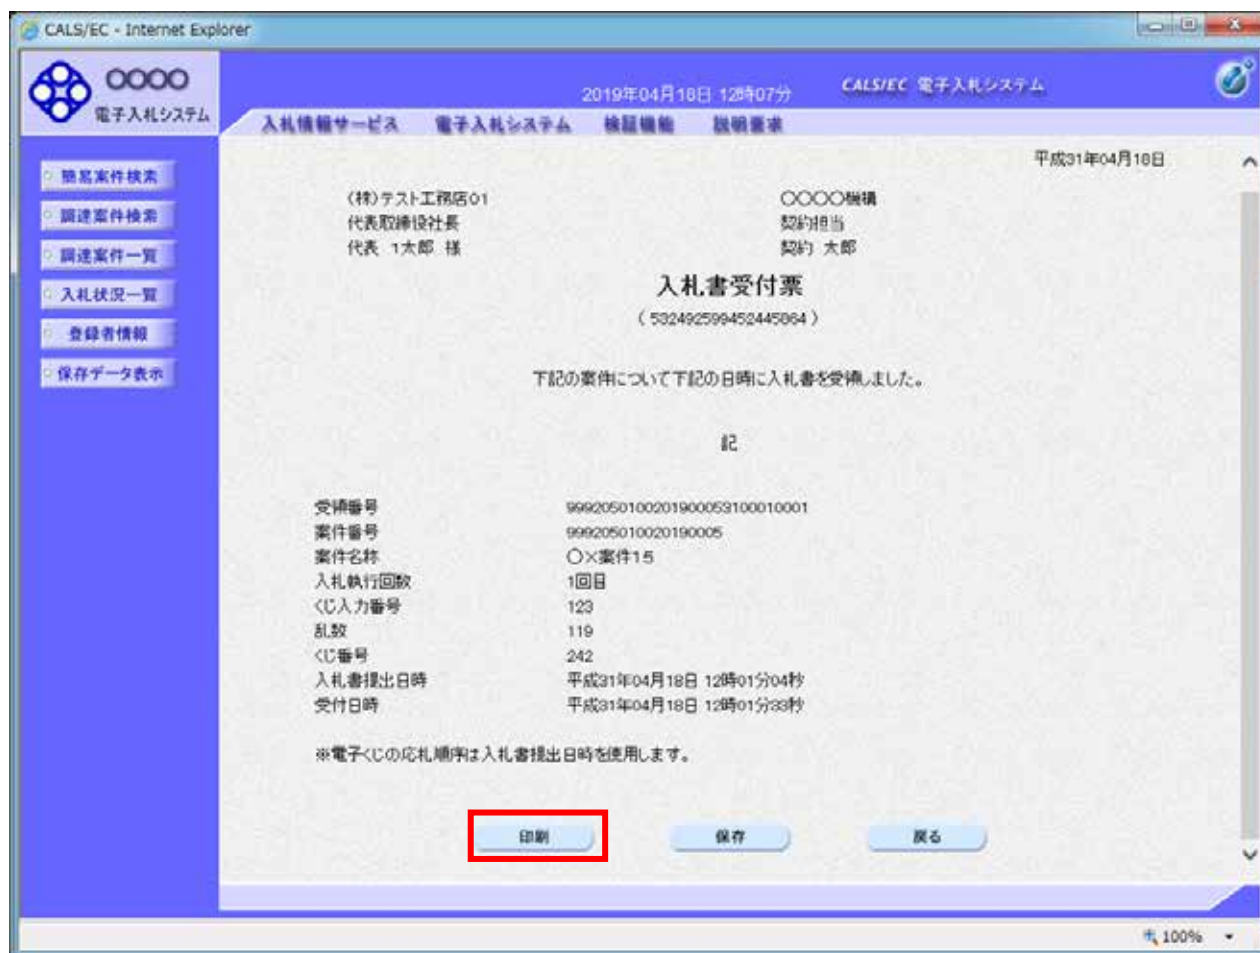 CALS/EC - Internet Explorer
〇〇〇〇
電子入札システム
2019年04月18日 12時07分
CALS/EC 電子入札システム
入札情報サービス 電子入札システム 検証機能 説明要求
簡易案件検索
調達案件検索
調達案件一覧
入札状況一覧
登録者情報
保存データ表示
平成31年04月18日
(株)テスト工務店01
代表取締役社長
代表 1太郎 様
〇〇〇〇機構
契約担当
契約 太郎
入札書受付票
( 532492599452445864 )
下記の案件について下記の日時に入札書を受領しました。
記
受領番号 99920501002019000053100010001
案件番号 999205010020190005
案件名称 〇×案件15
入札執行回数 1回目
くじ入力番号 123
乱数 119
くじ番号 242
入札書提出日時 平成31年04月18日 12時01分04秒
受付日時 平成31年04月18日 12時01分33秒
※電子くじの応札順序は入札書提出日時を使用します。
印刷 保存 戻る
100%